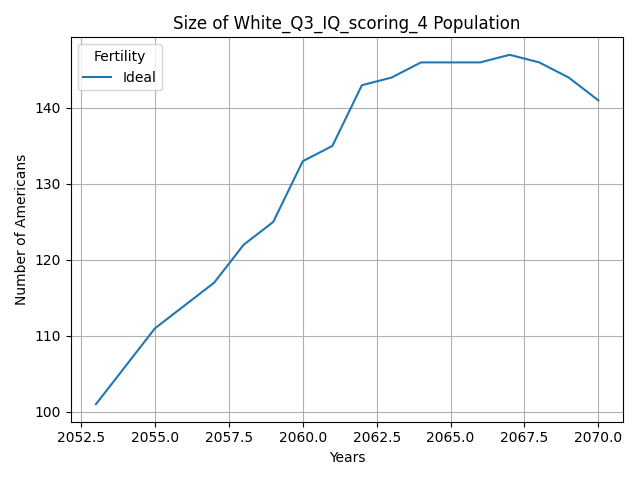 Size of White_Q3_IQ_scoring_4 Population
Fertility
Ideal
Number of Americans
140
130
120
110
100
2052.5 2055.0 2057.5 2060.0 2062.5 2065.0 2067.5 2070.0
Years